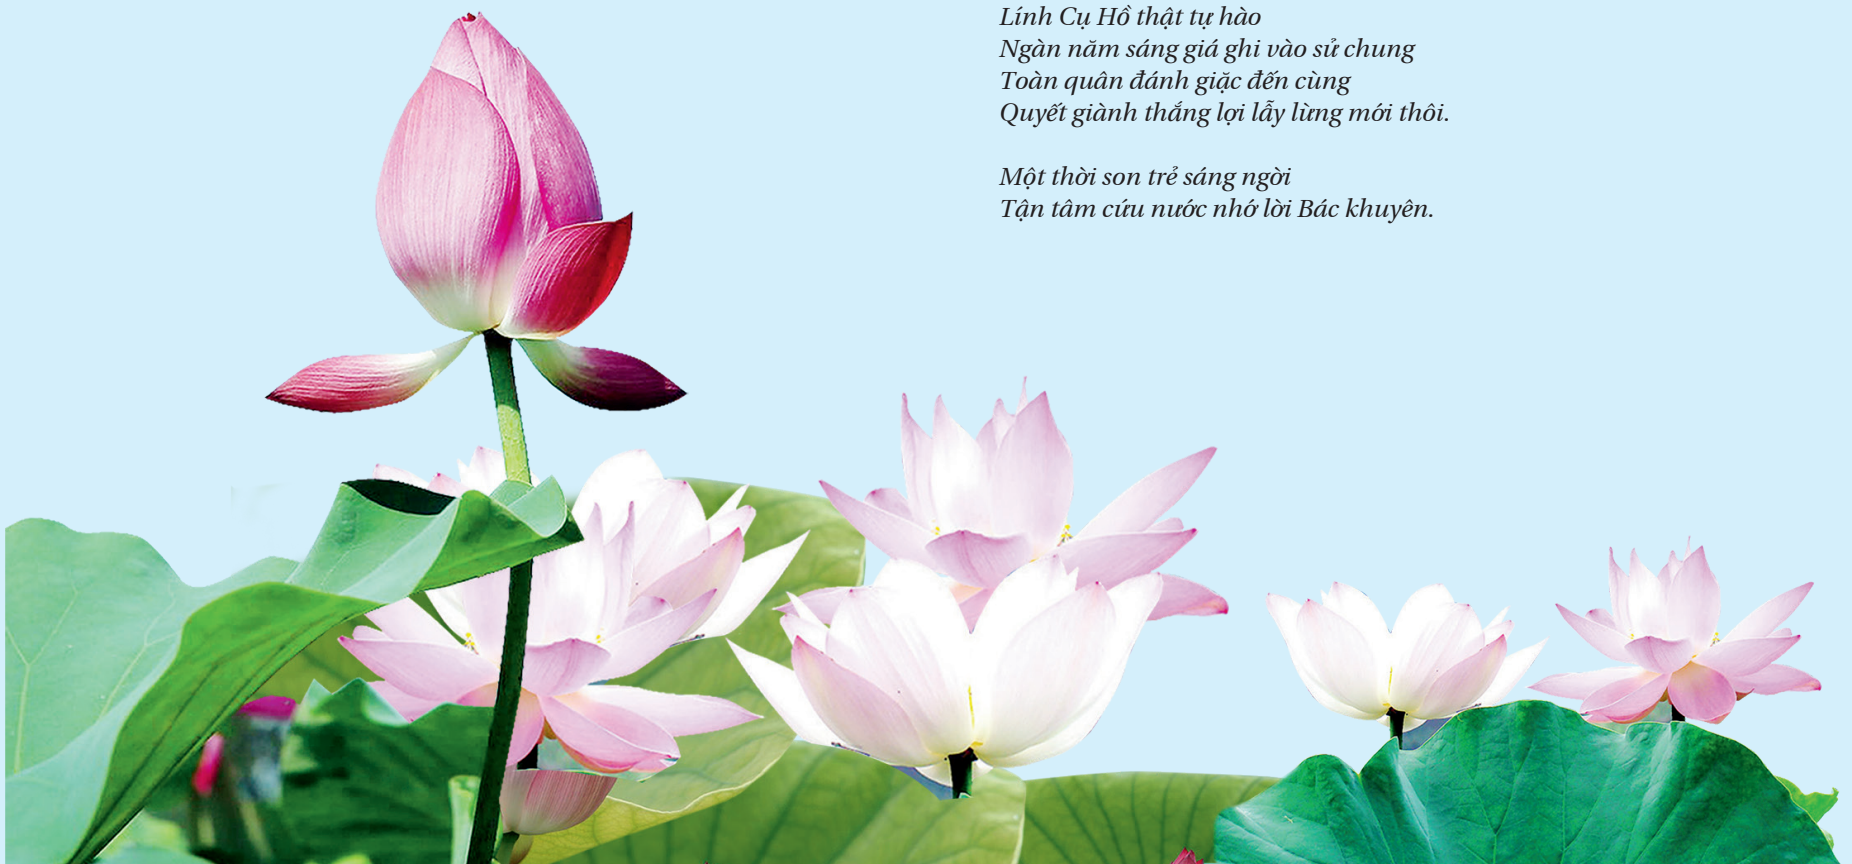 Lính Cụ Hồ thật tự hào
Ngàn năm sáng giá ghi vào sử chung
Toàn quân đánh giặc đến cùng
Quyết giành thắng lợi lẫy lừng mới thôi.
Một thời son trẻ sáng ngời
Tận tâm cứu nước nhớ lời Bác khuyên.